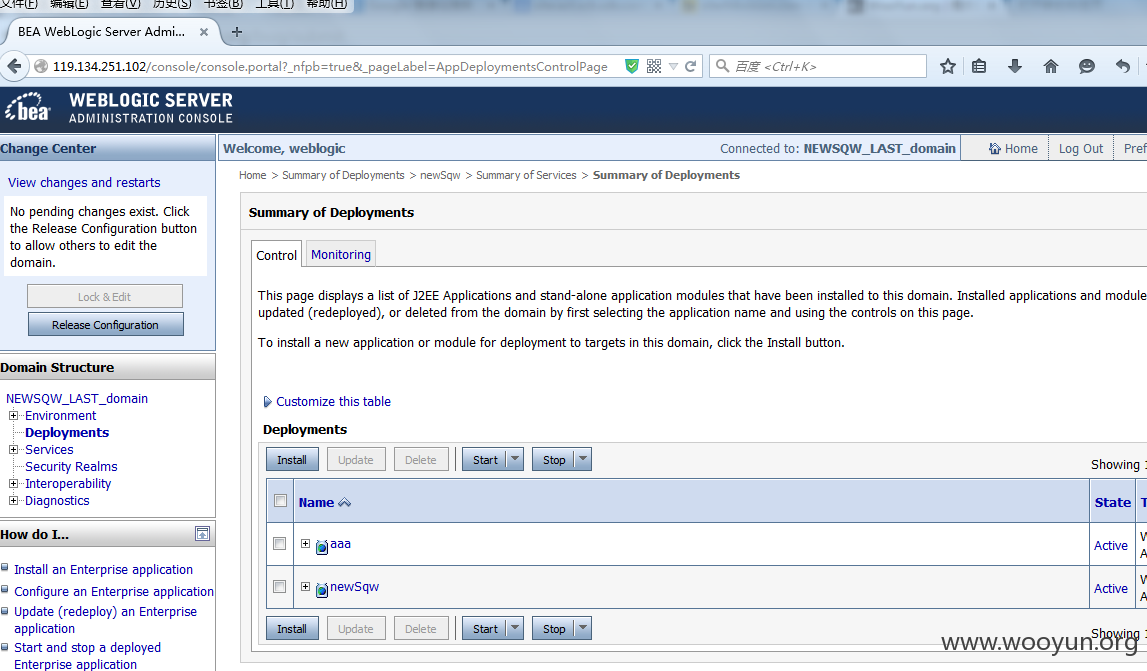 文件(F) 编辑(E) 查看(V) 历史(S) 书签(B) 工具(T) 帮助(H)
BEA WebLogic Server Admi... × +
119.134.251.102/console/console.portal?_nfpb=true&_pageLabel=AppDeploymentsControlPage
百度 <Ctrl+K>
bea WEBLOGIC SERVER
ADMINISTRATION CONSOLE
Change Center
Welcome, weblogic
Connected to: NEWSQW_LAST_domain
Home
Log Out
Pref
View changes and restarts
No pending changes exist. Click
the Release Configuration button
to allow others to edit the
domain.
Lock & Edit
Release Configuration
Domain Structure
NEWSQW_LAST_domain
Environment
Deployments
Services
Security Realms
Interoperability
Diagnostics
How do I...
Install an Enterprise application
Configure an Enterprise application
Update (redeploy) an Enterprise
application
Start and stop a deployed
Enterprise application
Home > Summary of Deployments > newSqw > Summary of Services > Summary of Deployments
Summary of Deployments
Control
Monitoring
This page displays a list of J2EE Applications and stand-alone application modules that have been installed to this domain. Installed applications and module
updated (redeployed), or deleted from the domain by first selecting the application name and using the controls on this page.
To install a new application or module for deployment to targets in this domain, click the Install button.
Customize this table
Deployments
Install Update Delete Start Stop
Showing 1
Name State T
aaa Active W
A
newSqw Active W
A
Install Update Delete Start Stop
Showing 1
www.wooyun.org